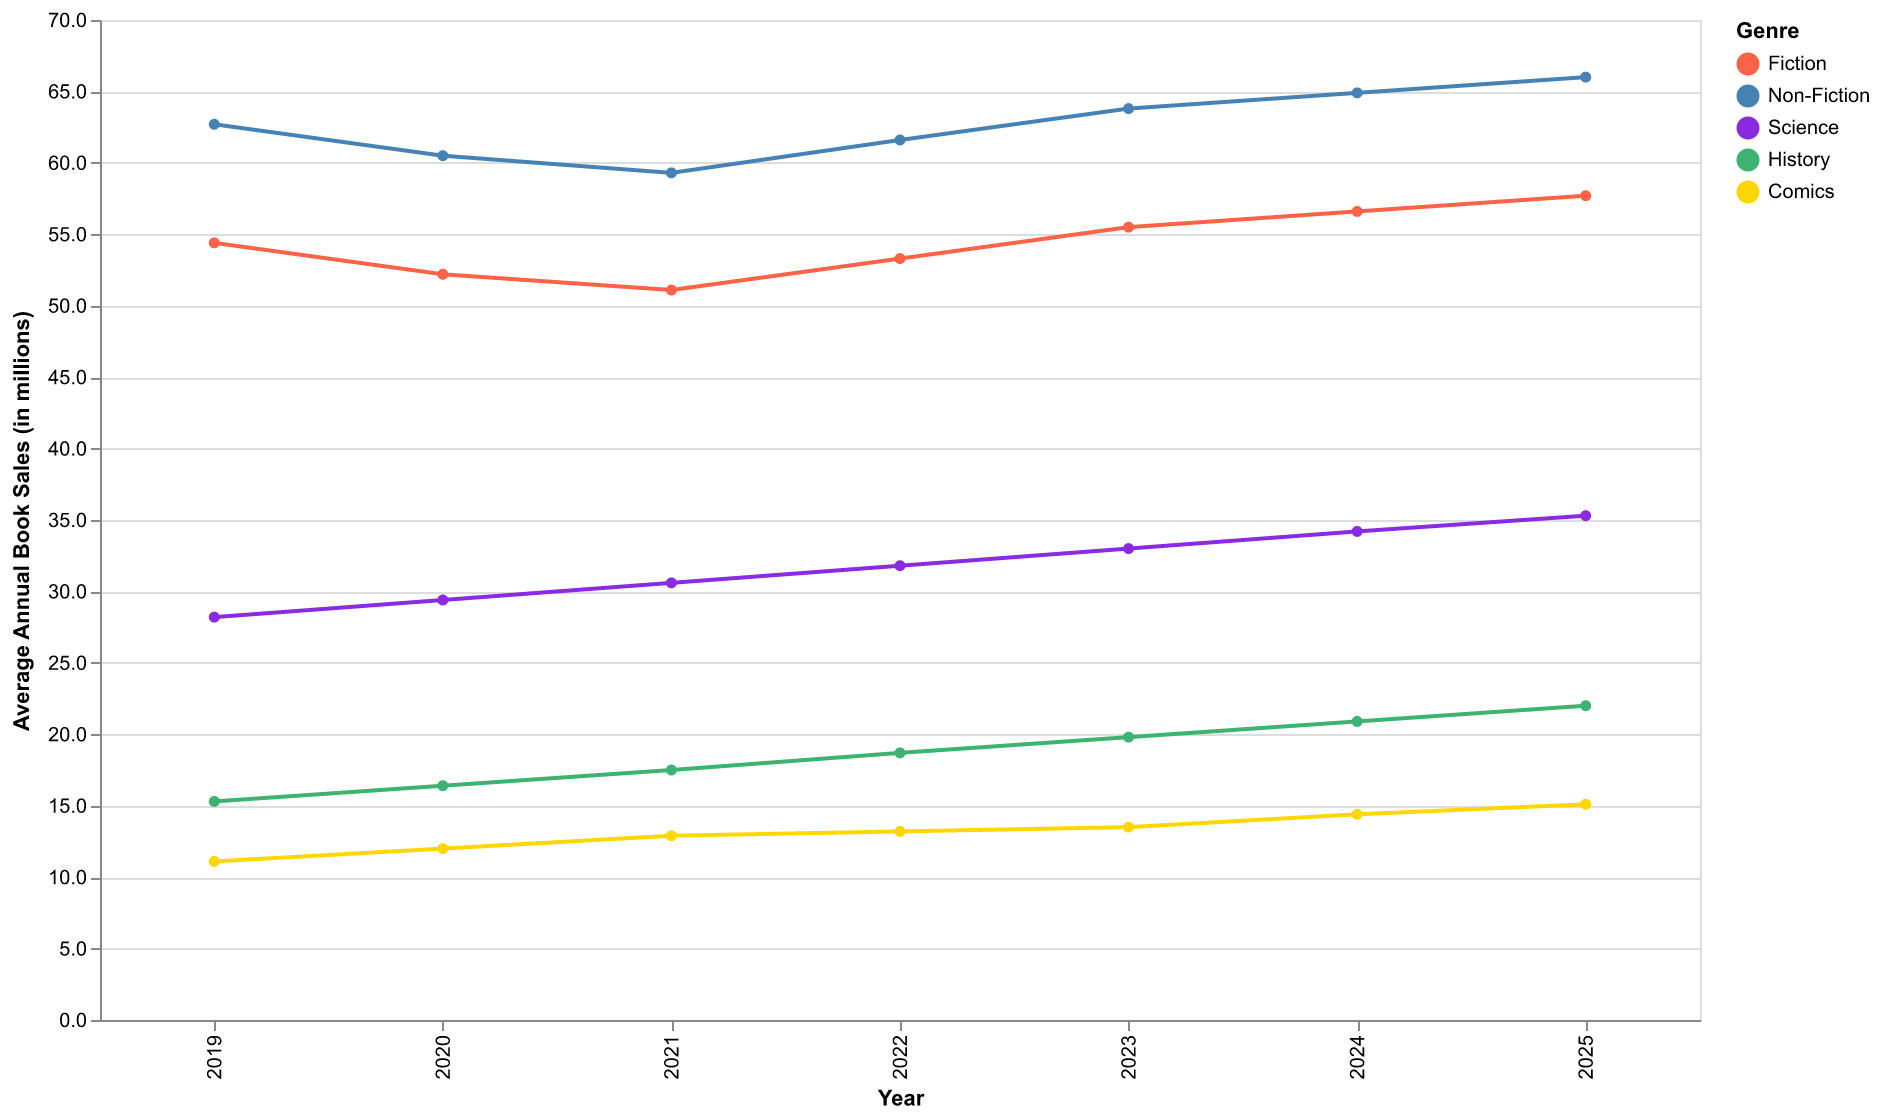 70.0
65.0
60.0
55.0
50.0
45.0
40.0
35.0
30.0
25.0
20.0
15.0
10.0
5.0
0.0
Average Annual Book Sales (in millions)
2019
2020
2021
2022
2023
2024
2025
Year
Genre
Fiction
Non-Fiction
Science
History
Comics